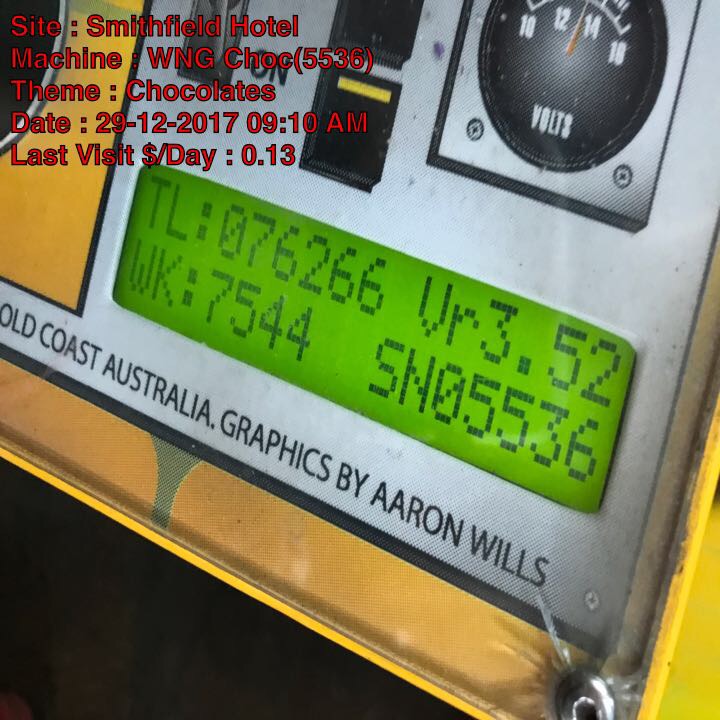 Site : Smithfield Hotel
Machine : WNG Choc(5536)
Theme : Chocolates
Date : 29-12-2017 09:10 AM
Last Visit $/Day : 0.13
ON
10 12 14 16
VOLTS
TL:076266 Vr3.52
WK:7544 SN05536
OLD COAST AUSTRALIA. GRAPHICS BY AARON WILLS